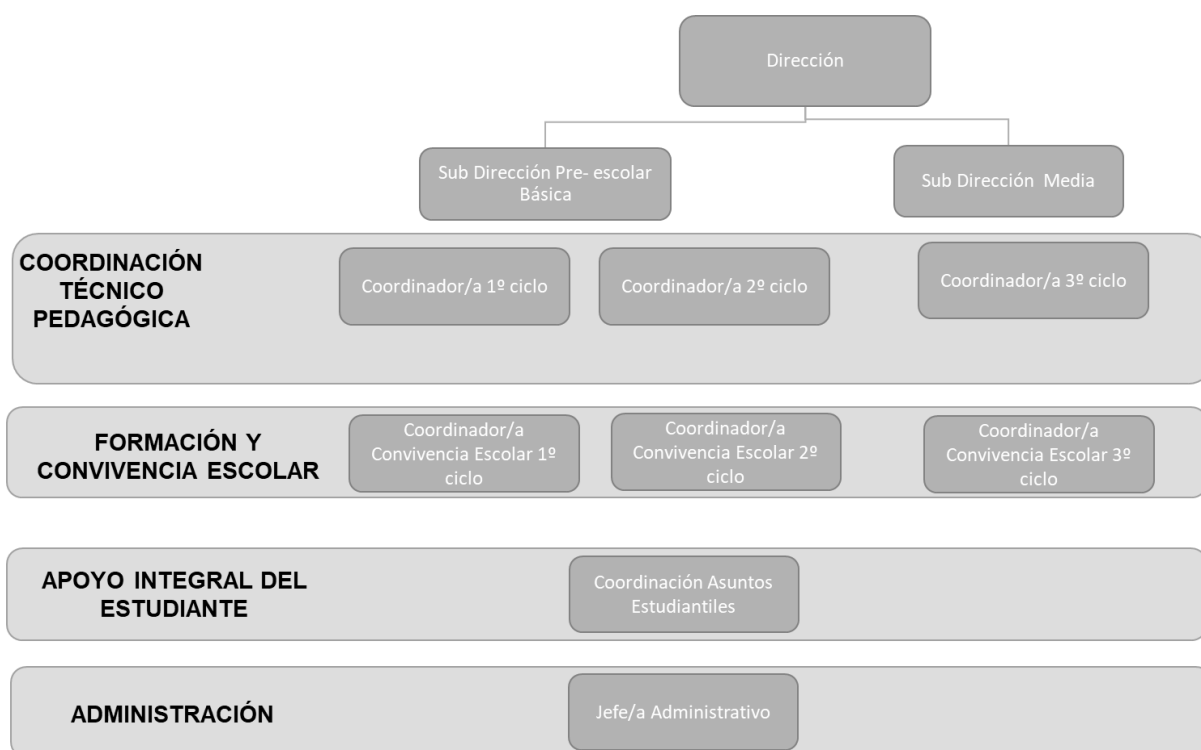 Dirección
Sub Dirección Pre- escolar
Básica
Sub Dirección  Media
COORDINACIÓN
TÉCNICO
PEDAGÓGICA
Coordinador/a 1º ciclo
Coordinador/a 2º ciclo
Coordinador/a 3º ciclo
FORMACIÓN Y
CONVIVENCIA ESCOLAR
Coordinador/a
Convivencia Escolar 1º
ciclo
Coordinador/a
Convivencia Escolar 2º
ciclo
Coordinador/a
Convivencia Escolar 3º
ciclo
APOYO INTEGRAL DEL
ESTUDIANTE
Coordinación Asuntos
Estudiantiles
ADMINISTRACIÓN
Jefe/a Administrativo